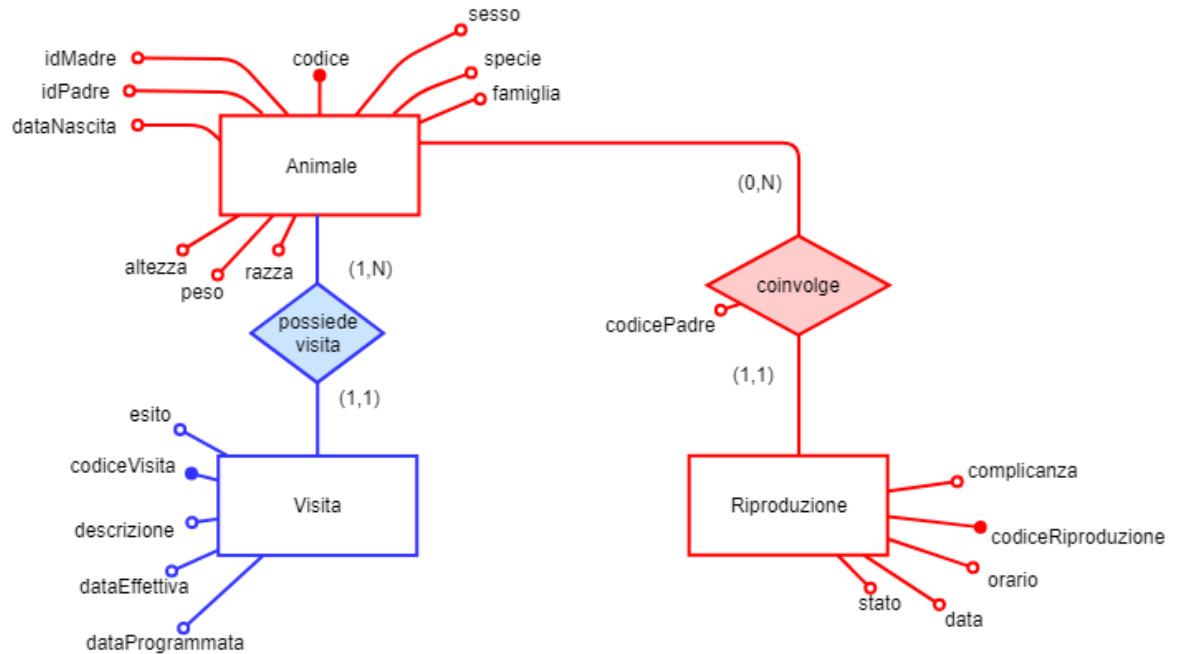 sesso
idMadre
codice
specie
idPadre
famiglia
dataNascita
Animale
(0,N)
altezza
razza
(1,N)
peso
coinvolge
possiede
visita
codicePadre
(1,1)
(1,1)
esito
codiceVisita
complicanza
Visita
Riproduzione
descrizione
codiceRiproduzione
dataEffettiva
orario
stato
data
dataProgrammata